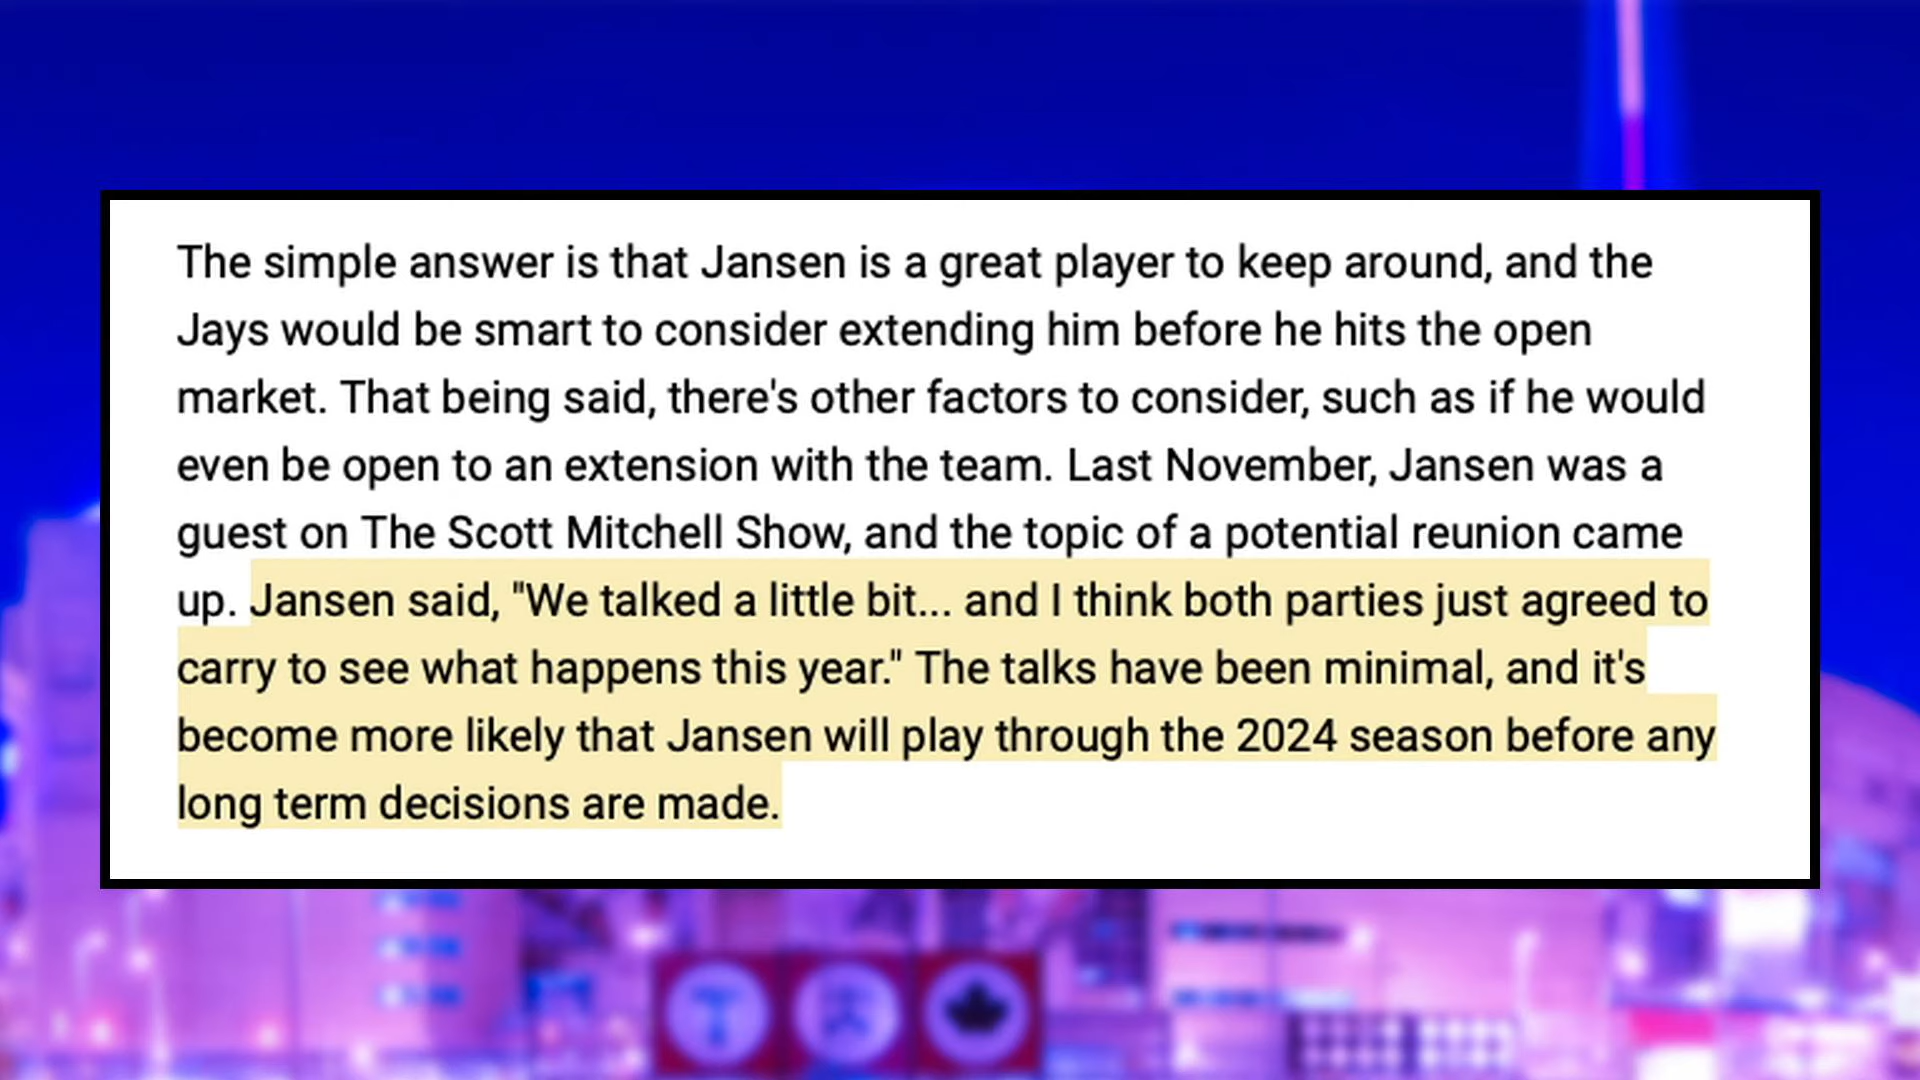 The simple answer is that Jansen is a great player to keep around, and the
Jays would be smart to consider extending him before he hits the open
market. That being said, there's other factors to consider, such as if he would
even be open to an extension with the team. Last November, Jansen was a
guest on The Scott Mitchell Show, and the topic of a potential reunion came
up. Jansen said, "We talked a little bit... and I think both parties just agreed to
carry to see what happens this year." The talks have been minimal, and it's
become more likely that Jansen will play through the 2024 season before any
long term decisions are made.